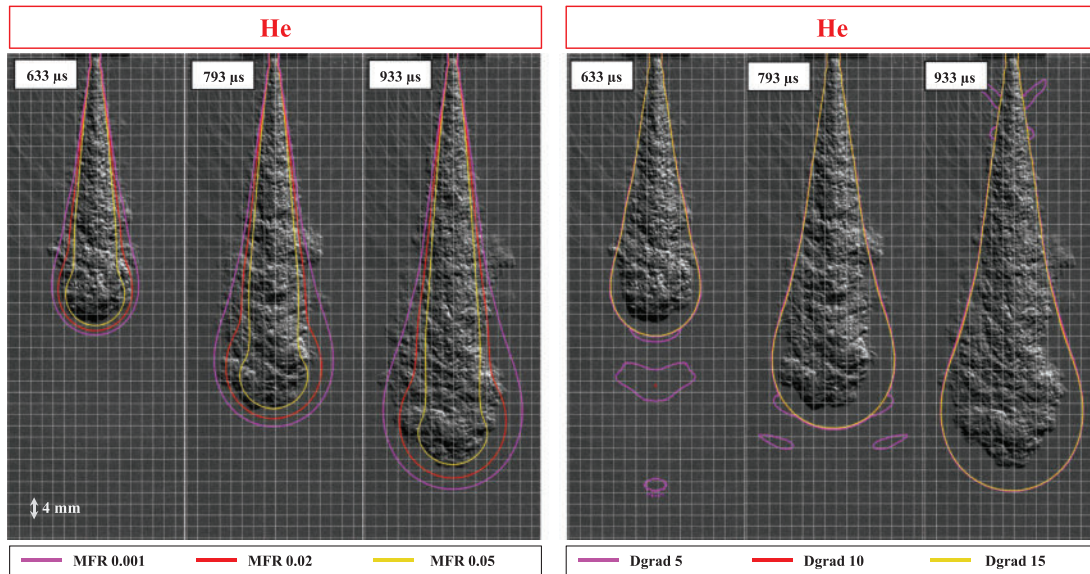 He
633 µs
793 µs
933 µs
4 mm
MFR 0.001
MFR 0.02
MFR 0.05
He
633 µs
793 µs
933 µs
Dgrad 5
Dgrad 10
Dgrad 15